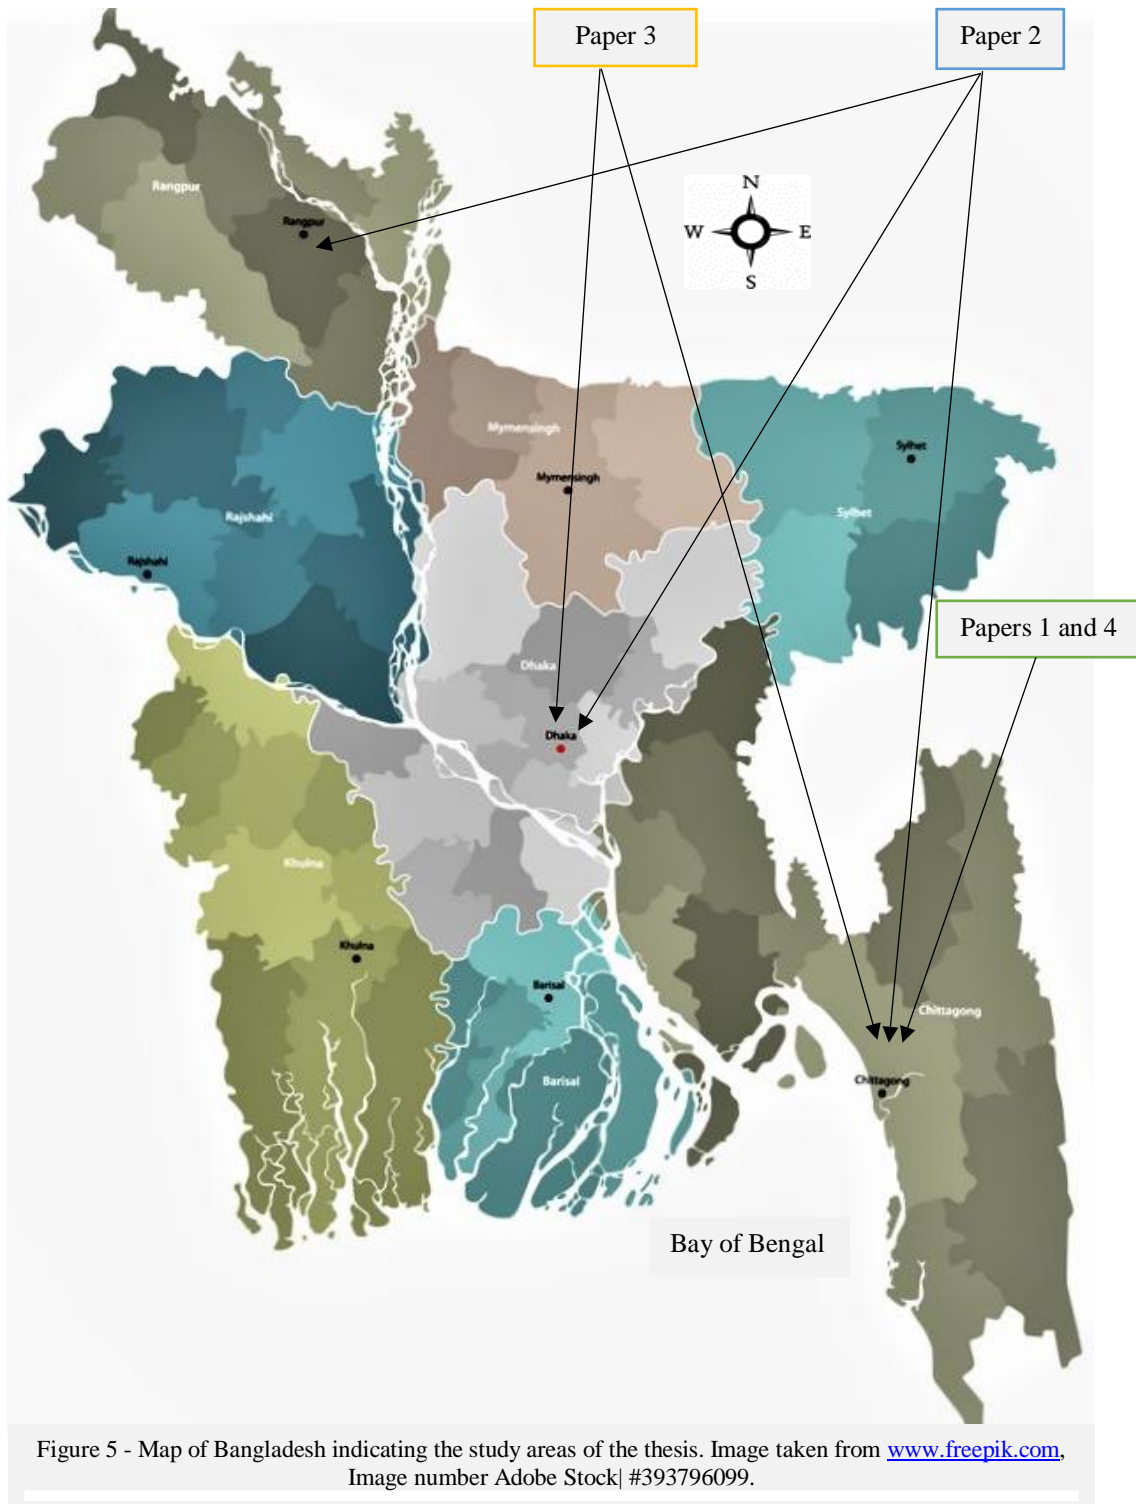 Paper 3
Paper 2
N
W E
S
Rangpur
Rangpur
Mymensingh
Mymensingh
Sylhet
Sylhet
Rajshahi
Rajshahi
Papers 1 and 4
Dhaka
Dhaka
Khulna
Khulna
Barisal
Barisal
Chittagong
Chittagong
Bay of Bengal
Figure 5 - Map of Bangladesh indicating the study areas of the thesis. Image taken from www.freepik.com,
Image number Adobe Stock| #393796099.